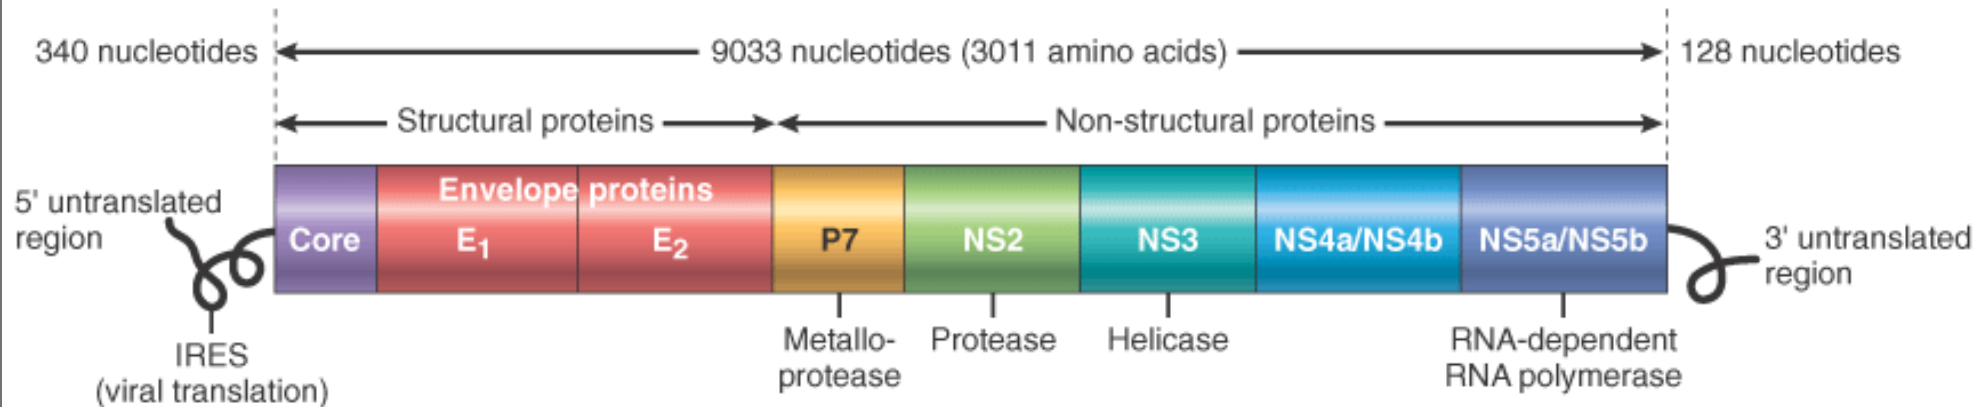 340 nucleotides
9033 nucleotides (3011 amino acids)
128 nucleotides
Structural proteins
Non-structural proteins
5' untranslated
region
Envelope proteins
Core
E₁
E₂
P7
NS2
NS3
NS4a/NS4b
NS5a/NS5b
3' untranslated
region
IRES
(viral translation)
Metallo-
protease
Protease
Helicase
RNA-dependent
RNA polymerase